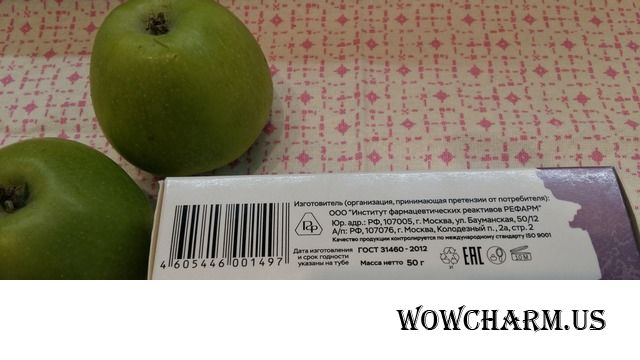 Изготовитель (организация, принимающая претензии от потребителя):
ООО "Институт фармацевтических реактивов РЕФАРМ"
Юр. адр.: РФ, 107005, г. Москва, ул. Бауманская, 50/12
А/п: РФ, 107076, г. Москва, Колодезный п., 2а, стр. 2
Качество продукции контролируется по международному стандарту ISO 9001
Дата изготовления
и срок годности
указаны на тубе
ГОСТ 31460 - 2012
Масса нетто 50 г
EAC
4 605446 001497
WOWCHARM.US